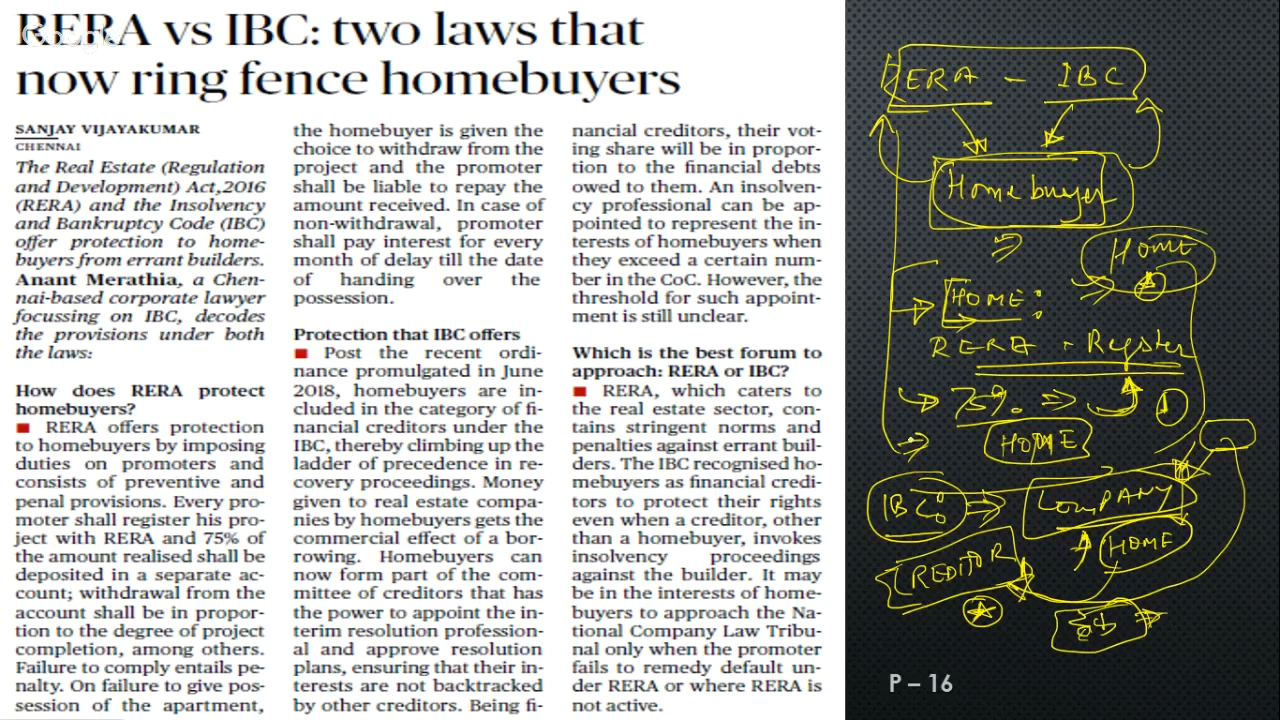 RERA vs IBC: two laws that
now ring fence homebuyers
Google
SANJAY VIJAYAKUMAR
CHENNAI
The Real Estate (Regulation
and Development) Act,2016
(RERA) and the Insolvency
and Bankruptcy Code (IBC)
offer protection to home-
buyers from errant builders.
Anant Merathia, a Chen-
nai-based corporate lawyer
focussing on IBC, decodes
the provisions under both
the laws:
How does RERA protect
homebuyers?
■ RERA offers protection
to homebuyers by imposing
duties on promoters and
consists of preventive and
penal provisions. Every pro-
moter shall register his pro-
ject with RERA and 75% of
the amount realised shall be
deposited in a separate ac-
count; withdrawal from the
account shall be in propor-
tion to the degree of project
completion, among others.
Failure to comply entails pe-
nalty. On failure to give pos-
session of the apartment,
the homebuyer is given the
choice to withdraw from the
project and the promoter
shall be liable to repay the
amount received. In case of
non-withdrawal, promoter
shall pay interest for every
month of delay till the date
of handing over the
possession.
Protection that IBC offers
■ Post the recent ordi-
nance promulgated in June
2018, homebuyers are in-
cluded in the category of fi-
nancial creditors under the
IBC, thereby climbing up the
ladder of precedence in re-
covery proceedings. Money
given to real estate compa-
nies by homebuyers gets the
commercial effect of a bor-
rowing. Homebuyers can
now form part of the com-
mittee of creditors that has
the power to appoint the in-
terim resolution profession-
al and approve resolution
plans, ensuring that their in-
terests are not backtracked
by other creditors. Being fi-
nancial creditors, their vot-
ing share will be in propor-
tion to the financial debts
owed to them. An insolven-
cy professional can be ap-
pointed to represent the in-
terests of homebuyers when
they exceed a certain num-
ber in the CoC. However, the
threshold for such appoint-
ment is still unclear.
Which is the best forum to
approach: RERA or IBC?
■ RERA, which caters to
the real estate sector, con-
tains stringent norms and
penalties against errant buil-
ders. The IBC recognised ho-
mebuyers as financial credi-
tors to protect their rights
even when a creditor, other
than a homebuyer, invokes
insolvency proceedings
against the builder. It may
be in the interests of home-
buyers to approach the Na-
tional Company Law Tribu-
nal only when the promoter
fails to remedy default un-
der RERA or where RERA is
not active.
RERA - IBC
Home buyer
HOME
HOME:
RERA Register
75% 1
HOME
IBC: COMPANY
HOME
CREDITOR
P – 16